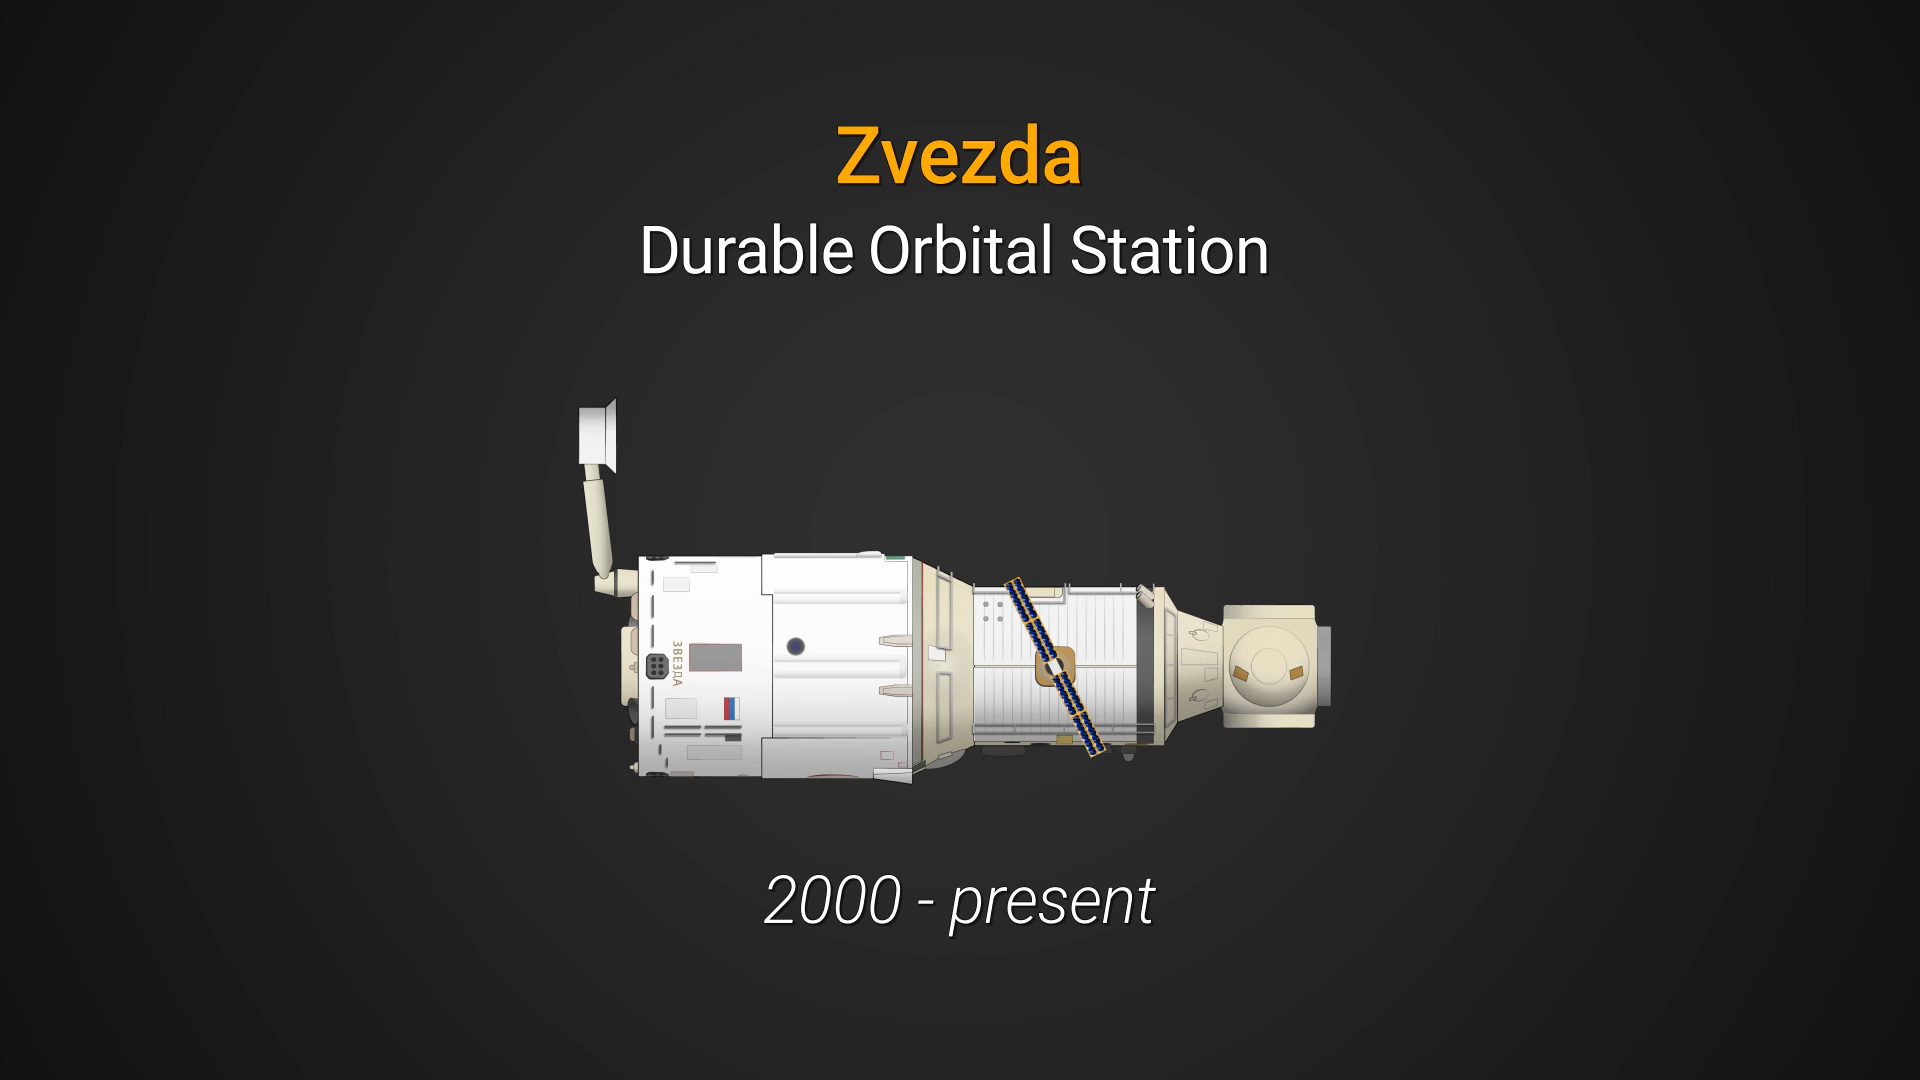 Zvezda
Durable Orbital Station
ЗВЕЗДА
2000 - present